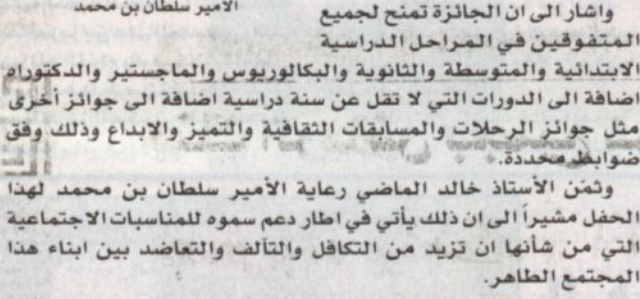 الامير سلطان بن محمد
واشار الى ان الجائزة تمنح لجميع
المتفوقين في المراحل الدراسية
الابتدائية والمتوسطة والثانوية والبكالوريوس والماجستير والدكتوراه
اضافة الى الدورات التي لا تقل عن سنة دراسية اضافة الى جوائز أخرى
مثل جوائز الرحلات والمسابقات الثقافية والتميز والابداع وذلك وفق
ضوابط محددة.
وثمّن الأستاذ خالد الماضي رعاية الأمير سلطان بن محمد لهذا
الحفل مشيراً الى ان ذلك يأتي في اطار دعم سموه للمناسبات الاجتماعية
التي من شأنها ان تزيد من التكافل والتآلف والتعاضد بين ابناء هذا
المجتمع الطاهر.